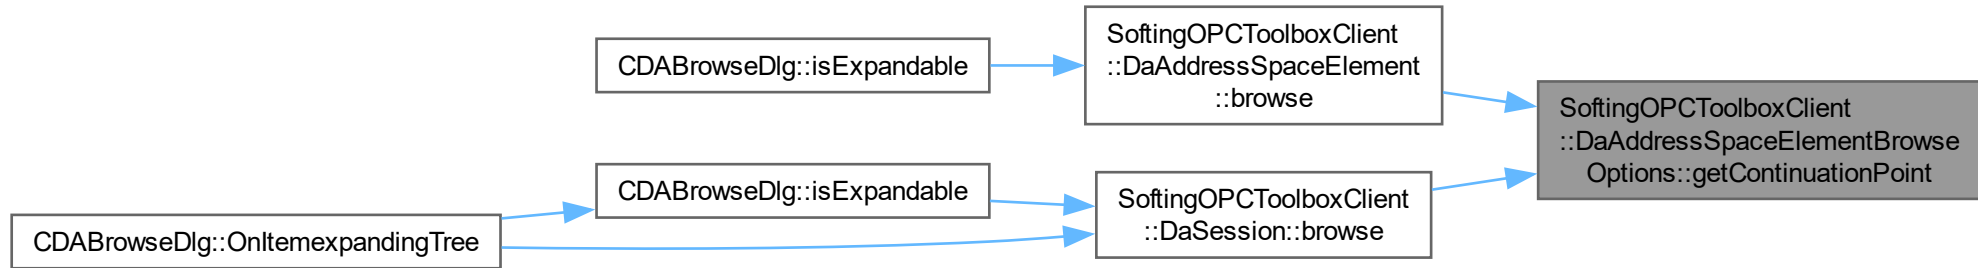 CDABrowseDlg::isExpandable
SoftingOPCToolboxClient
::DaAddressSpaceElement
::browse
SoftingOPCToolboxClient
::DaAddressSpaceElementBrowse
Options::getContinuationPoint
CDABrowseDlg::isExpandable
SoftingOPCToolboxClient
::DaSession::browse
CDABrowseDlg::OnItemexpandingTree